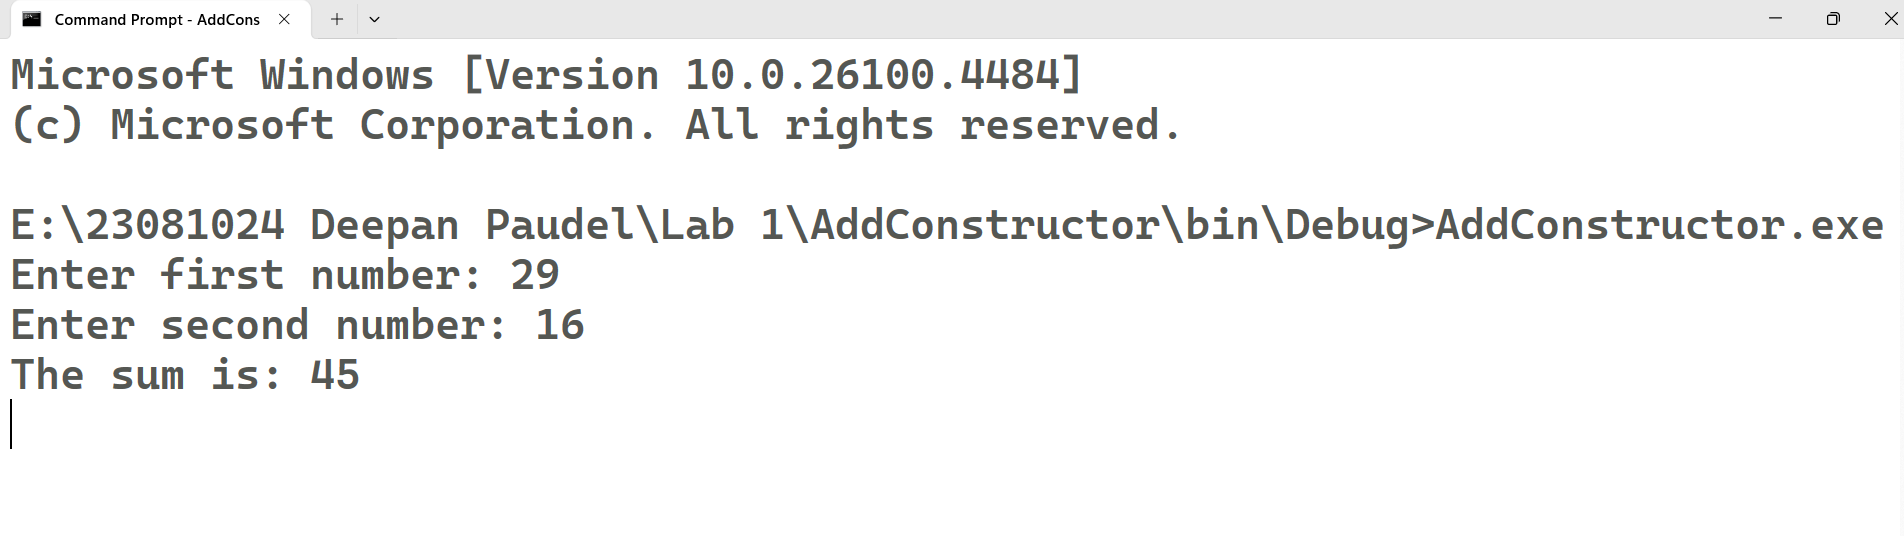 Command Prompt - AddCons
Microsoft Windows [Version 10.0.26100.4484]
(c) Microsoft Corporation. All rights reserved.
E:\23081024 Deepan Paudel\Lab 1\AddConstructor\bin\Debug>AddConstructor.exe
Enter first number: 29
Enter second number: 16
The sum is: 45